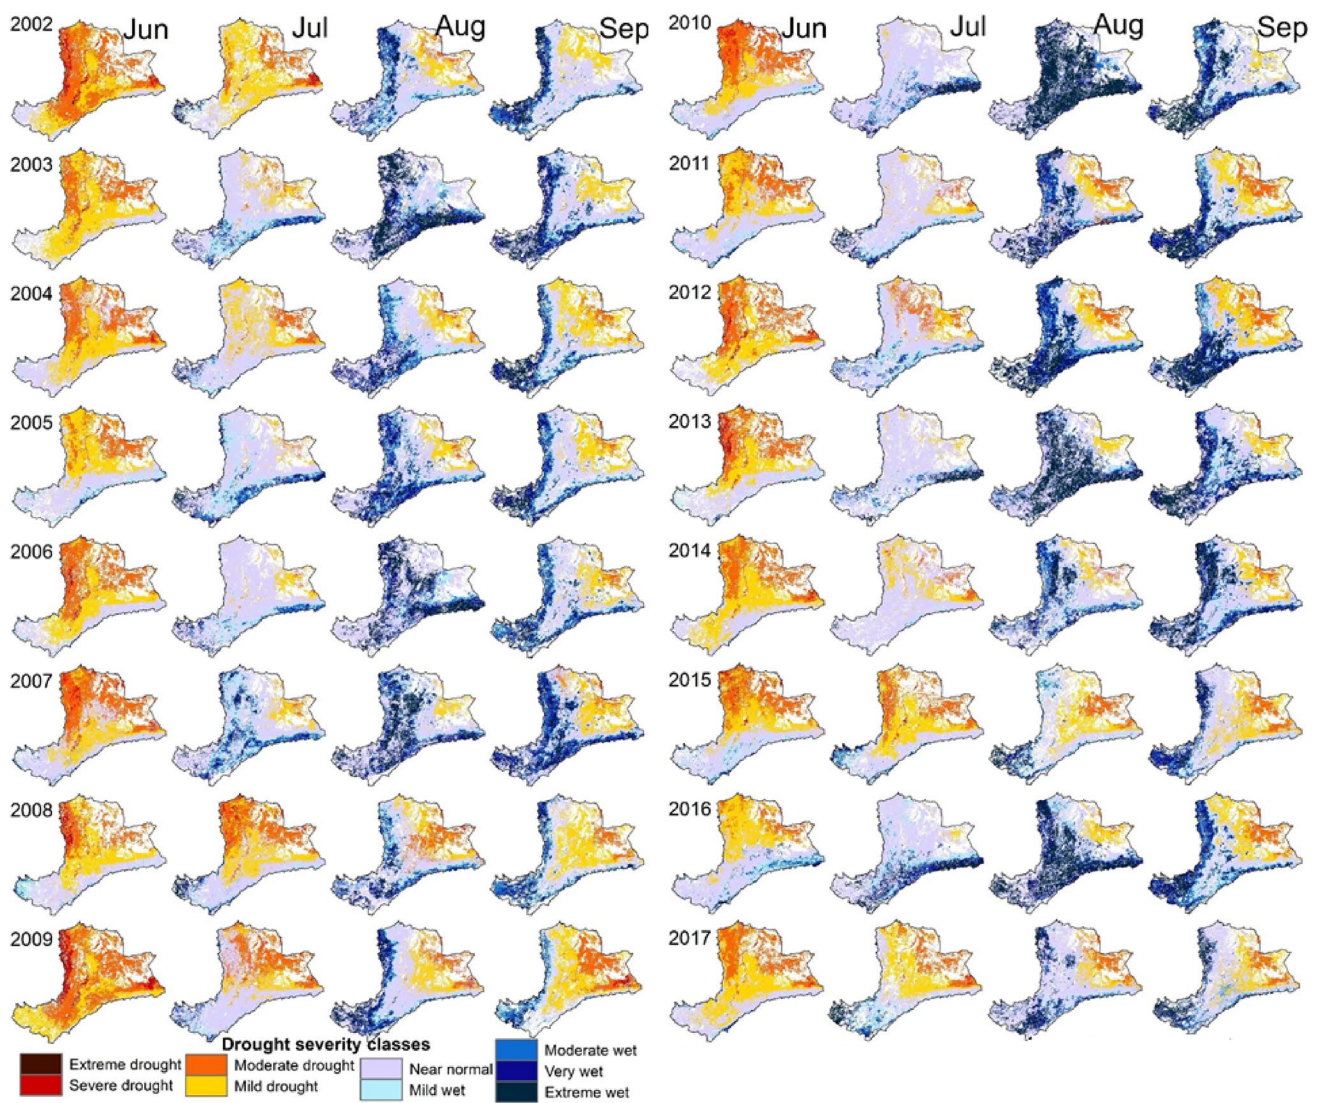 2002 Jun Jul Aug Sep 2010 Jun Jul Aug Sep
2003 2011
2004 2012
2005 2013
2006 2014
2007 2015
2008 2016
2009 2017
Drought severity classes
Extreme drought Moderate drought Near normal Moderate wet
Severe drought Mild drought Mild wet Very wet
Extreme wet